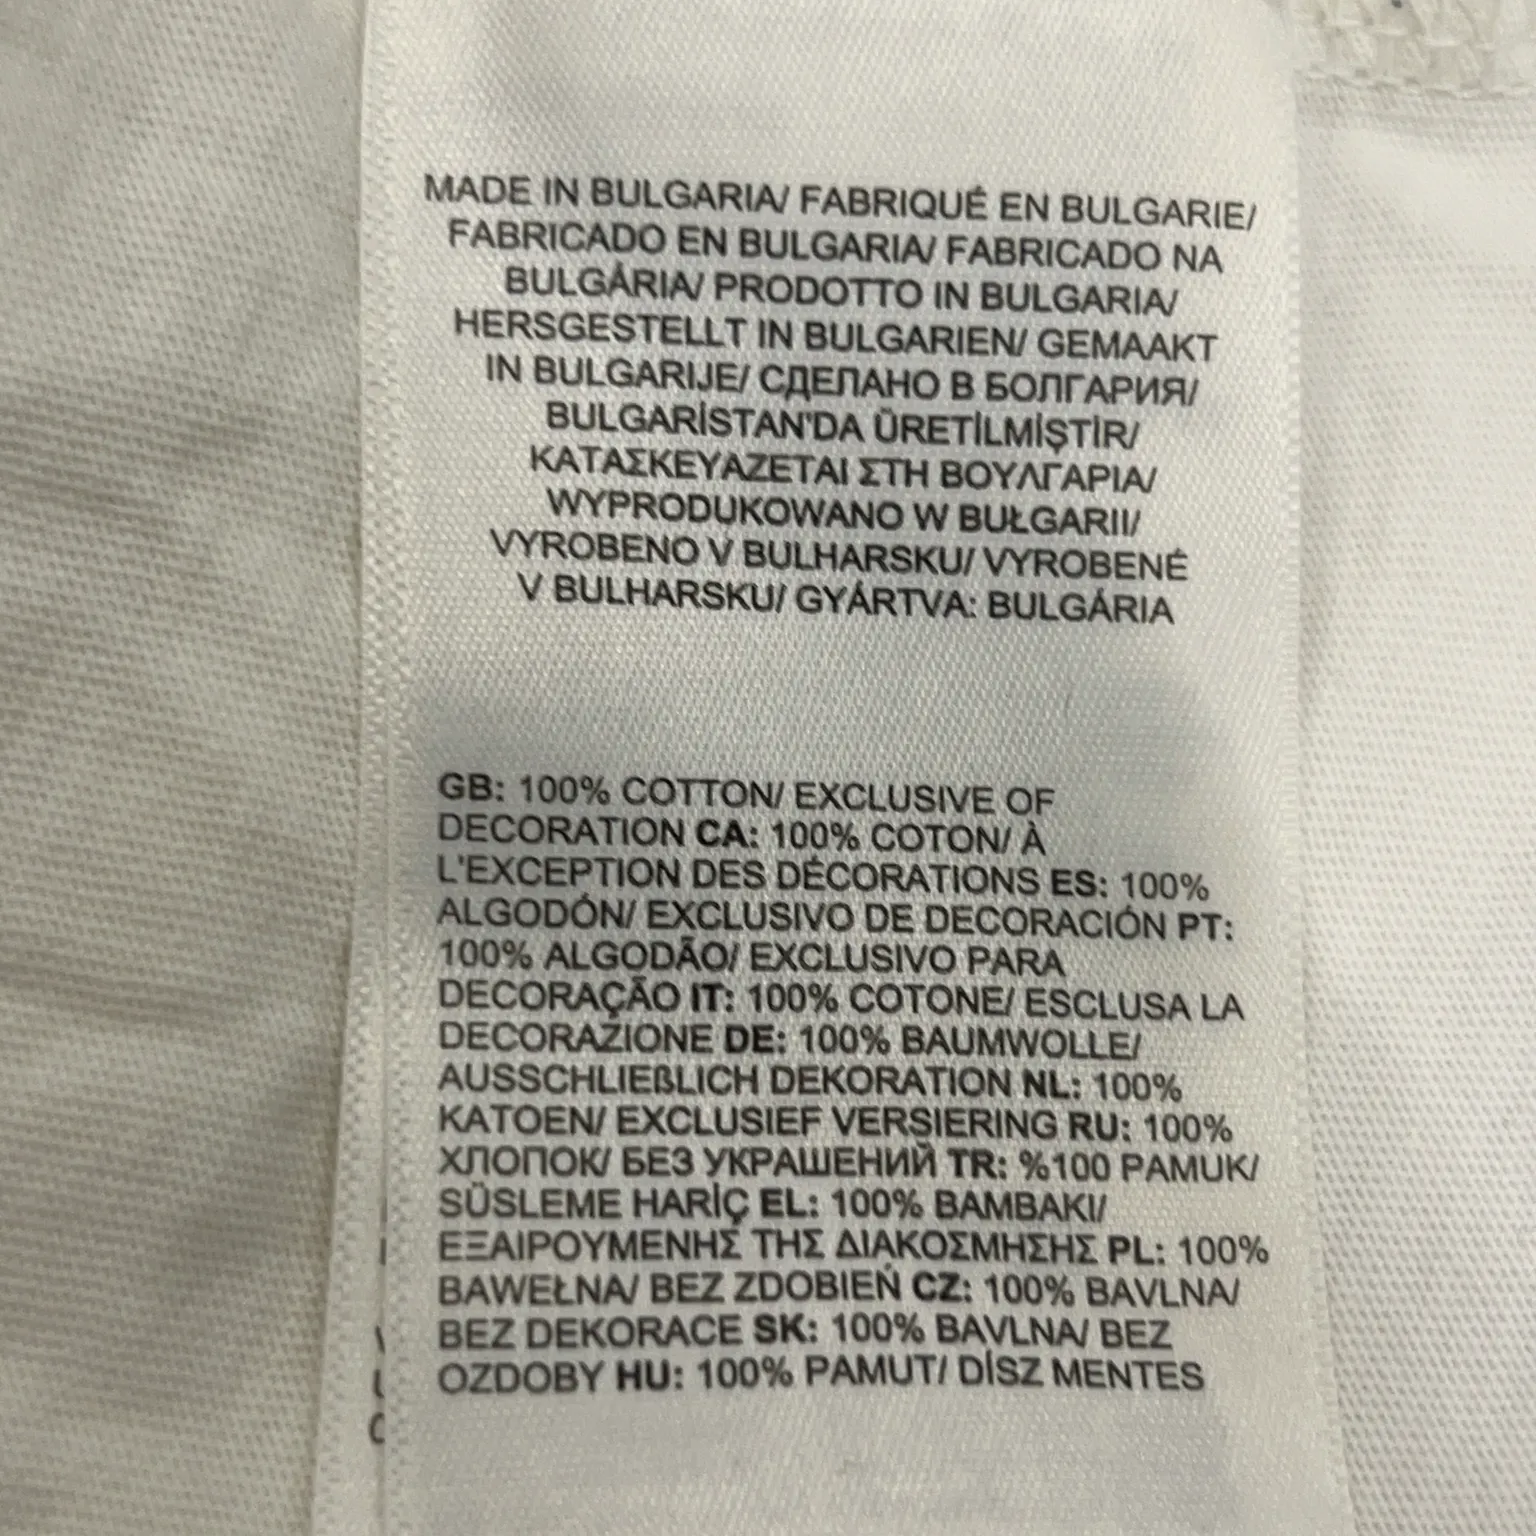 MADE IN BULGARIA/ FABRIQUÉ EN BULGARIE/
FABRICADO EN BULGARIA/ FABRICADO NA
BULGÁRIA/ PRODOTTO IN BULGARIA/
HERSGESTELLT IN BULGARIEN/ GEMAAKT
IN BULGARIJE/ СДЕЛАНО В БОЛГАРИЯ/
BULGARİSTAN'DA ÜRETİLMİŞTİR/
ΚΑΤΑΣΚΕΥΑΖΕΤΑΙ ΣΤΗ ΒΟΥΛΓΑΡΙΑ/
WYPRODUKOWANO W BUŁGARII/
VYROBENO V BULHARSKU/ VYROBENÉ
V BULHARSKU/ GYÁRTVA: BULGÁRIA
GB: 100% COTTON/ EXCLUSIVE OF
DECORATION CA: 100% COTON/ À
L'EXCEPTION DES DÉCORATIONS ES: 100%
ALGODÓN/ EXCLUSIVO DE DECORACIÓN PT:
100% ALGODÃO/ EXCLUSIVO PARA
DECORAÇÃO IT: 100% COTONE/ ESCLUSA LA
DECORAZIONE DE: 100% BAUMWOLLE/
AUSSCHLIEßLICH DEKORATION NL: 100%
KATOEN/ EXCLUSIEF VERSIERING RU: 100%
ХЛОПОК/ БЕЗ УКРАШЕНИЙ TR: %100 PAMUK/
SÜSLEME HARİÇ EL: 100% ΒΑΜΒΑΚΙ/
ΕΞΑΙΡΟΥΜΕΝΗΣ ΤΗΣ ΔΙΑΚΟΣΜΗΣΗΣ PL: 100%
BAWEŁNA/ BEZ ZDOBIEŃ CZ: 100% BAVLNA/
BEZ DEKORACE SK: 100% BAVLNA/ BEZ
OZDOBY HU: 100% PAMUT/ DÍSZ MENTES